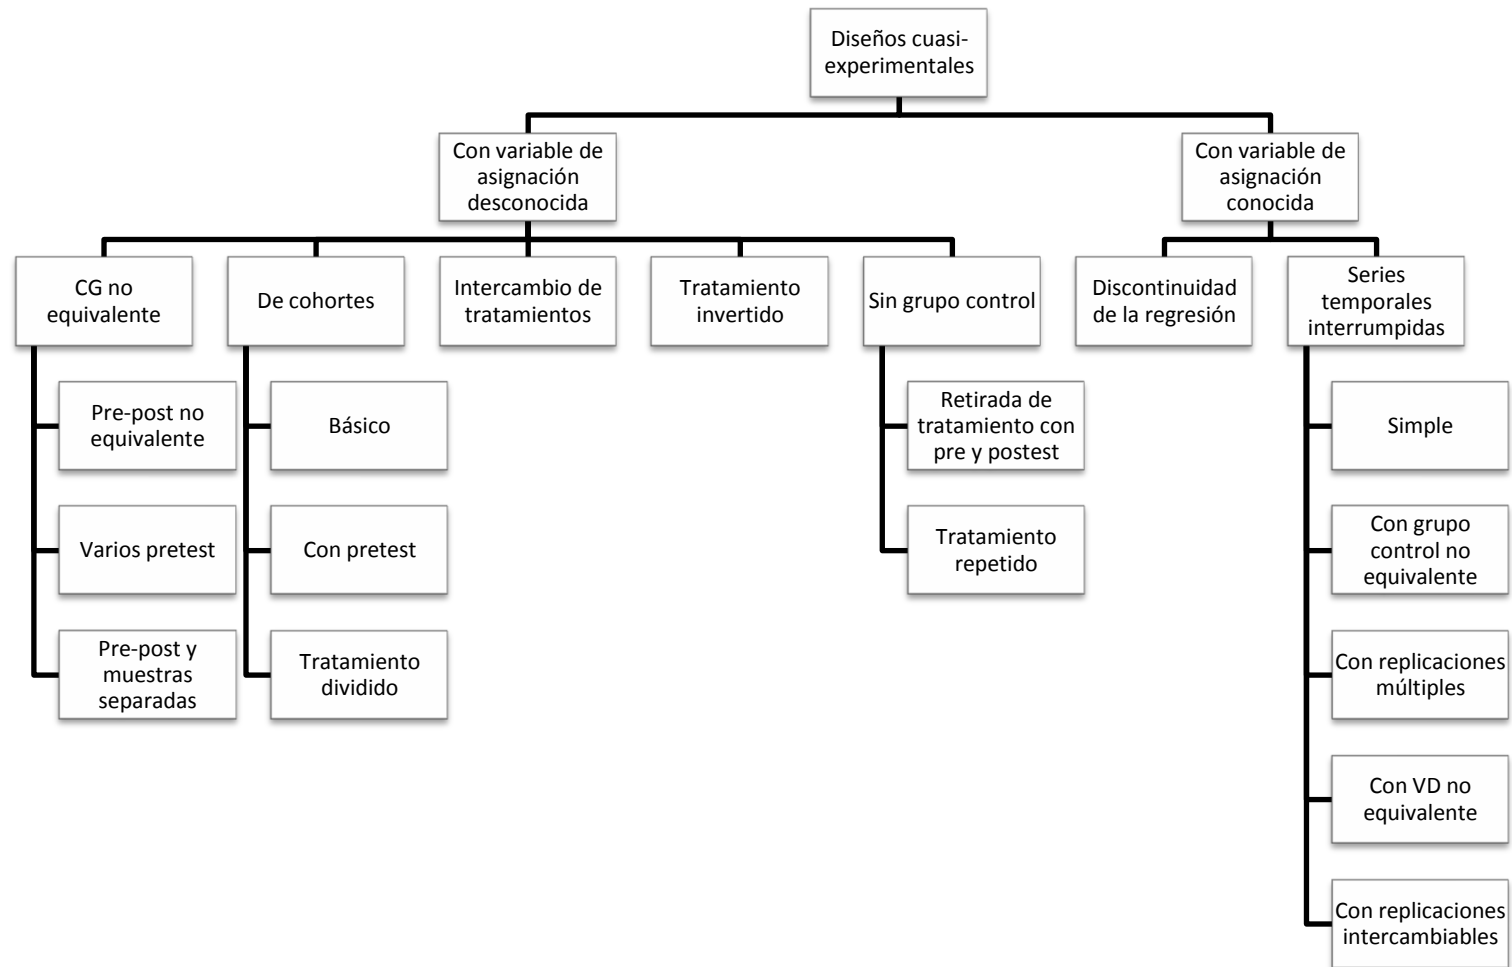 Diseños cuasi-
experimentales
Con variable de
asignación
desconocida
Con variable de
asignación
conocida
CG no
equivalente
De cohortes
Intercambio de
tratamientos
Tratamiento
invertido
Sin grupo control
Discontinuidad
de la regresión
Series
temporales
interrumpidas
Pre-post no
equivalente
Varios pretest
Pre-post y
muestras
separadas
Básico
Con pretest
Tratamiento
dividido
Retirada de
tratamiento con
pre y postest
Tratamiento
repetido
Simple
Con grupo
control no
equivalente
Con replicaciones
múltiples
Con VD no
equivalente
Con replicaciones
intercambiables